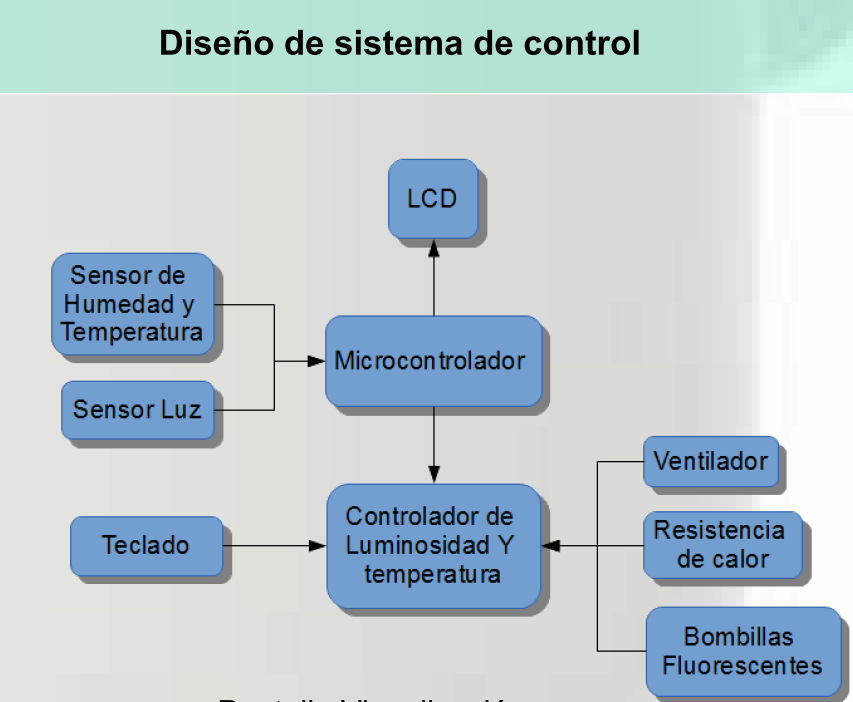 Diseño de sistema de control
LCD
Sensor de
Humedad y
Temperatura
Microcontrolador
Sensor Luz
Ventilador
Controlador de
Luminosidad Y
temperatura
Teclado
Resistencia
de calor
Bombillas
Fluorescentes